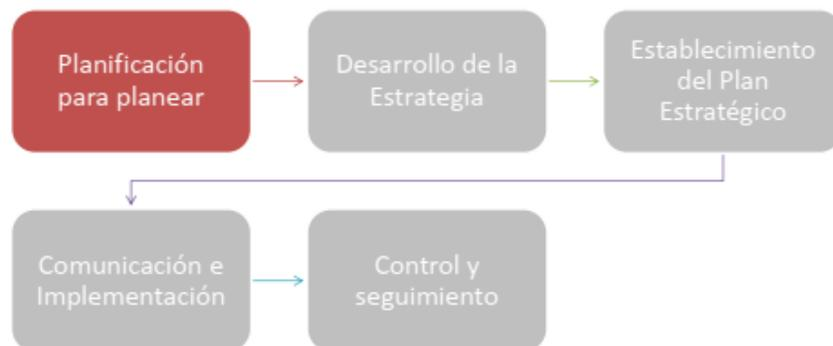 Planificación
para planear
Desarrollo de la
Estrategia
Establecimiento
del Plan
Estratégico
Comunicación e
Implementación
Control y
seguimiento